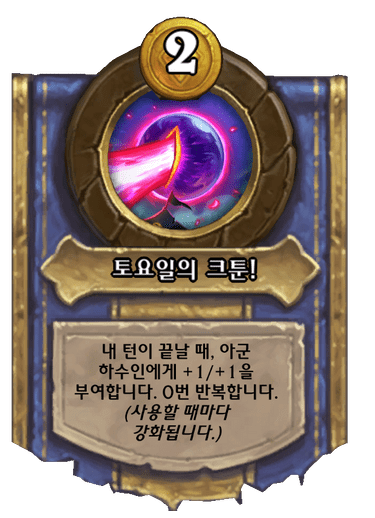 2
토요일의 크툰!
내 턴이 끝날 때, 아군
하수인에게 +1/+1을
부여합니다. 0번 반복합니다.
(사용할 때마다
강화됩니다.)